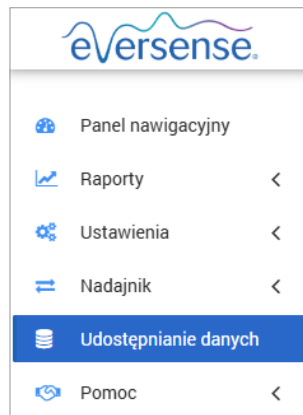 eversense®
Panel nawigacyjny
Raporty
Ustawienia
Nadajnik
Udostępnianie danych
Pomoc